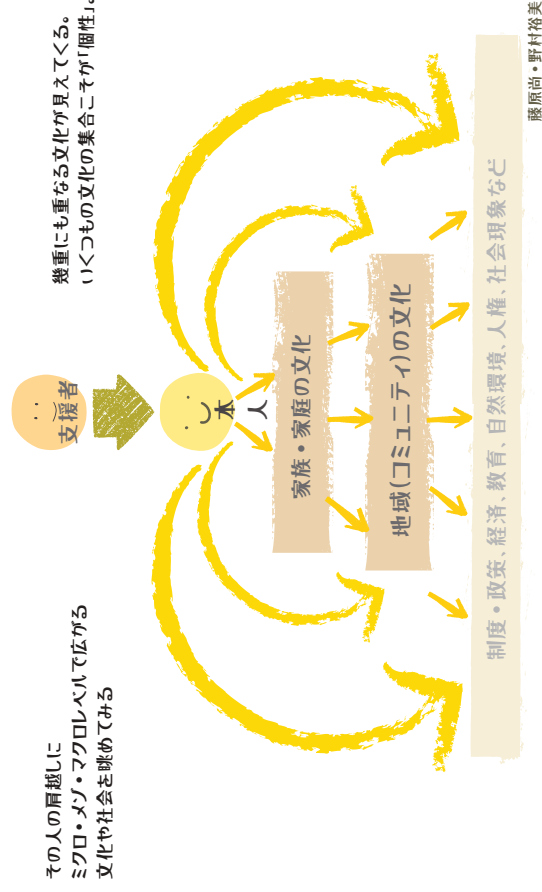 その人の肩越しに
ミクロ・メゾ・マクロレベルで広がる
文化や社会を眺めてみる
幾重にも重なる文化が見えてくる。
いくつもの文化の集合こそが「個性」。
支援者
本人
家族・家庭の文化
地域(コミュニティ)の文化
制度・政策、経済、教育、自然環境、人権、社会現象など
藤原尚・野村裕美